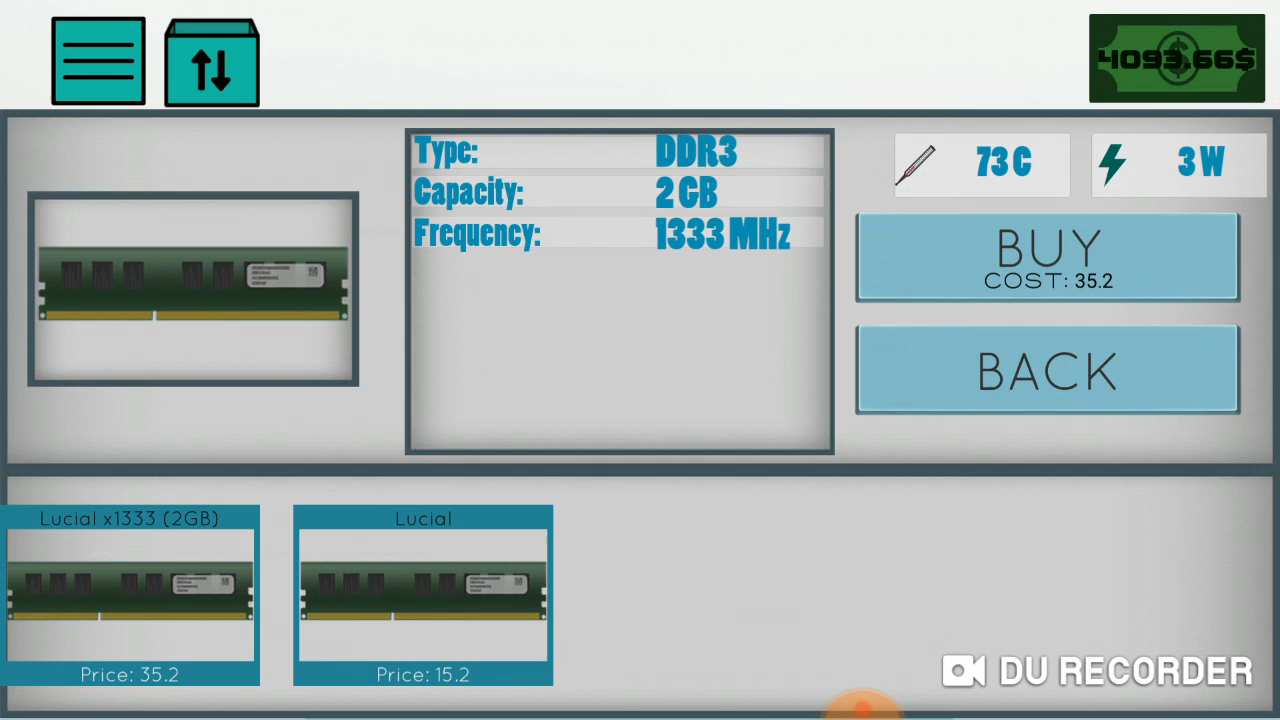 4093.66$
Type: DDR3
Capacity: 2 GB
Frequency: 1333 MHz
73 C
3 W
BUY
COST: 35.2
BACK
Lucial x1333 (2GB)
Price: 35.2
Lucial
Price: 15.2
DU RECORDER